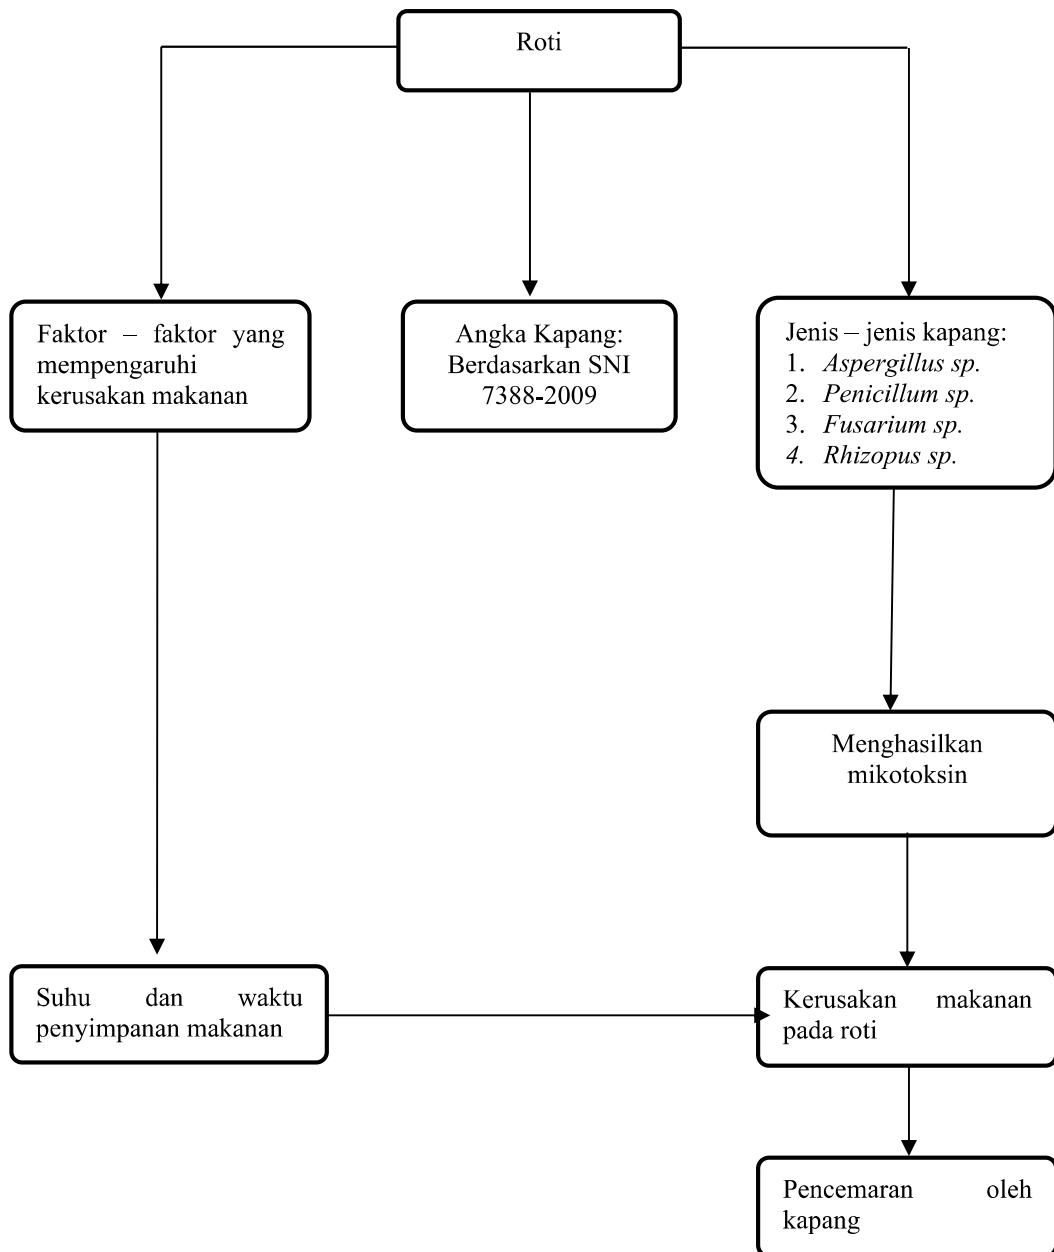 Roti
Faktor – faktor yang
mempengaruhi
kerusakan makanan
Angka Kapang:
Berdasarkan SNI
7388-2009
Jenis – jenis kapang:
1. Aspergillus sp.
2. Penicillum sp.
3. Fusarium sp.
4. Rhizopus sp.
Menghasilkan
mikotoksin
Suhu dan waktu
penyimpanan makanan
Kerusakan makanan
pada roti
Pencemaran oleh
kapang